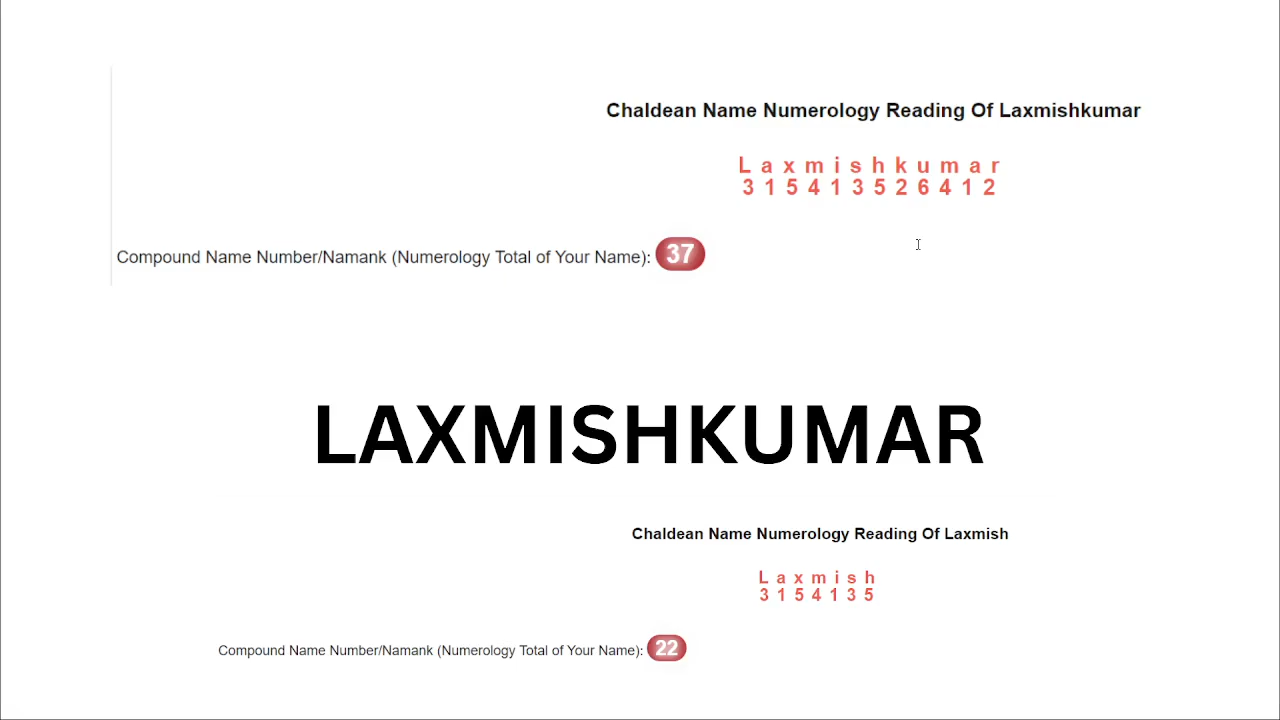 Chaldean Name Numerology Reading Of Laxmishkumar
L a x m i s h k u m a r
3 1 5 4 1 3 5 2 6 4 1 2
Compound Name Number/Namank (Numerology Total of Your Name): 37
LAXMISHKUMAR
Chaldean Name Numerology Reading Of Laxmish
L a x m i s h
3 1 5 4 1 3 5
Compound Name Number/Namank (Numerology Total of Your Name): 22